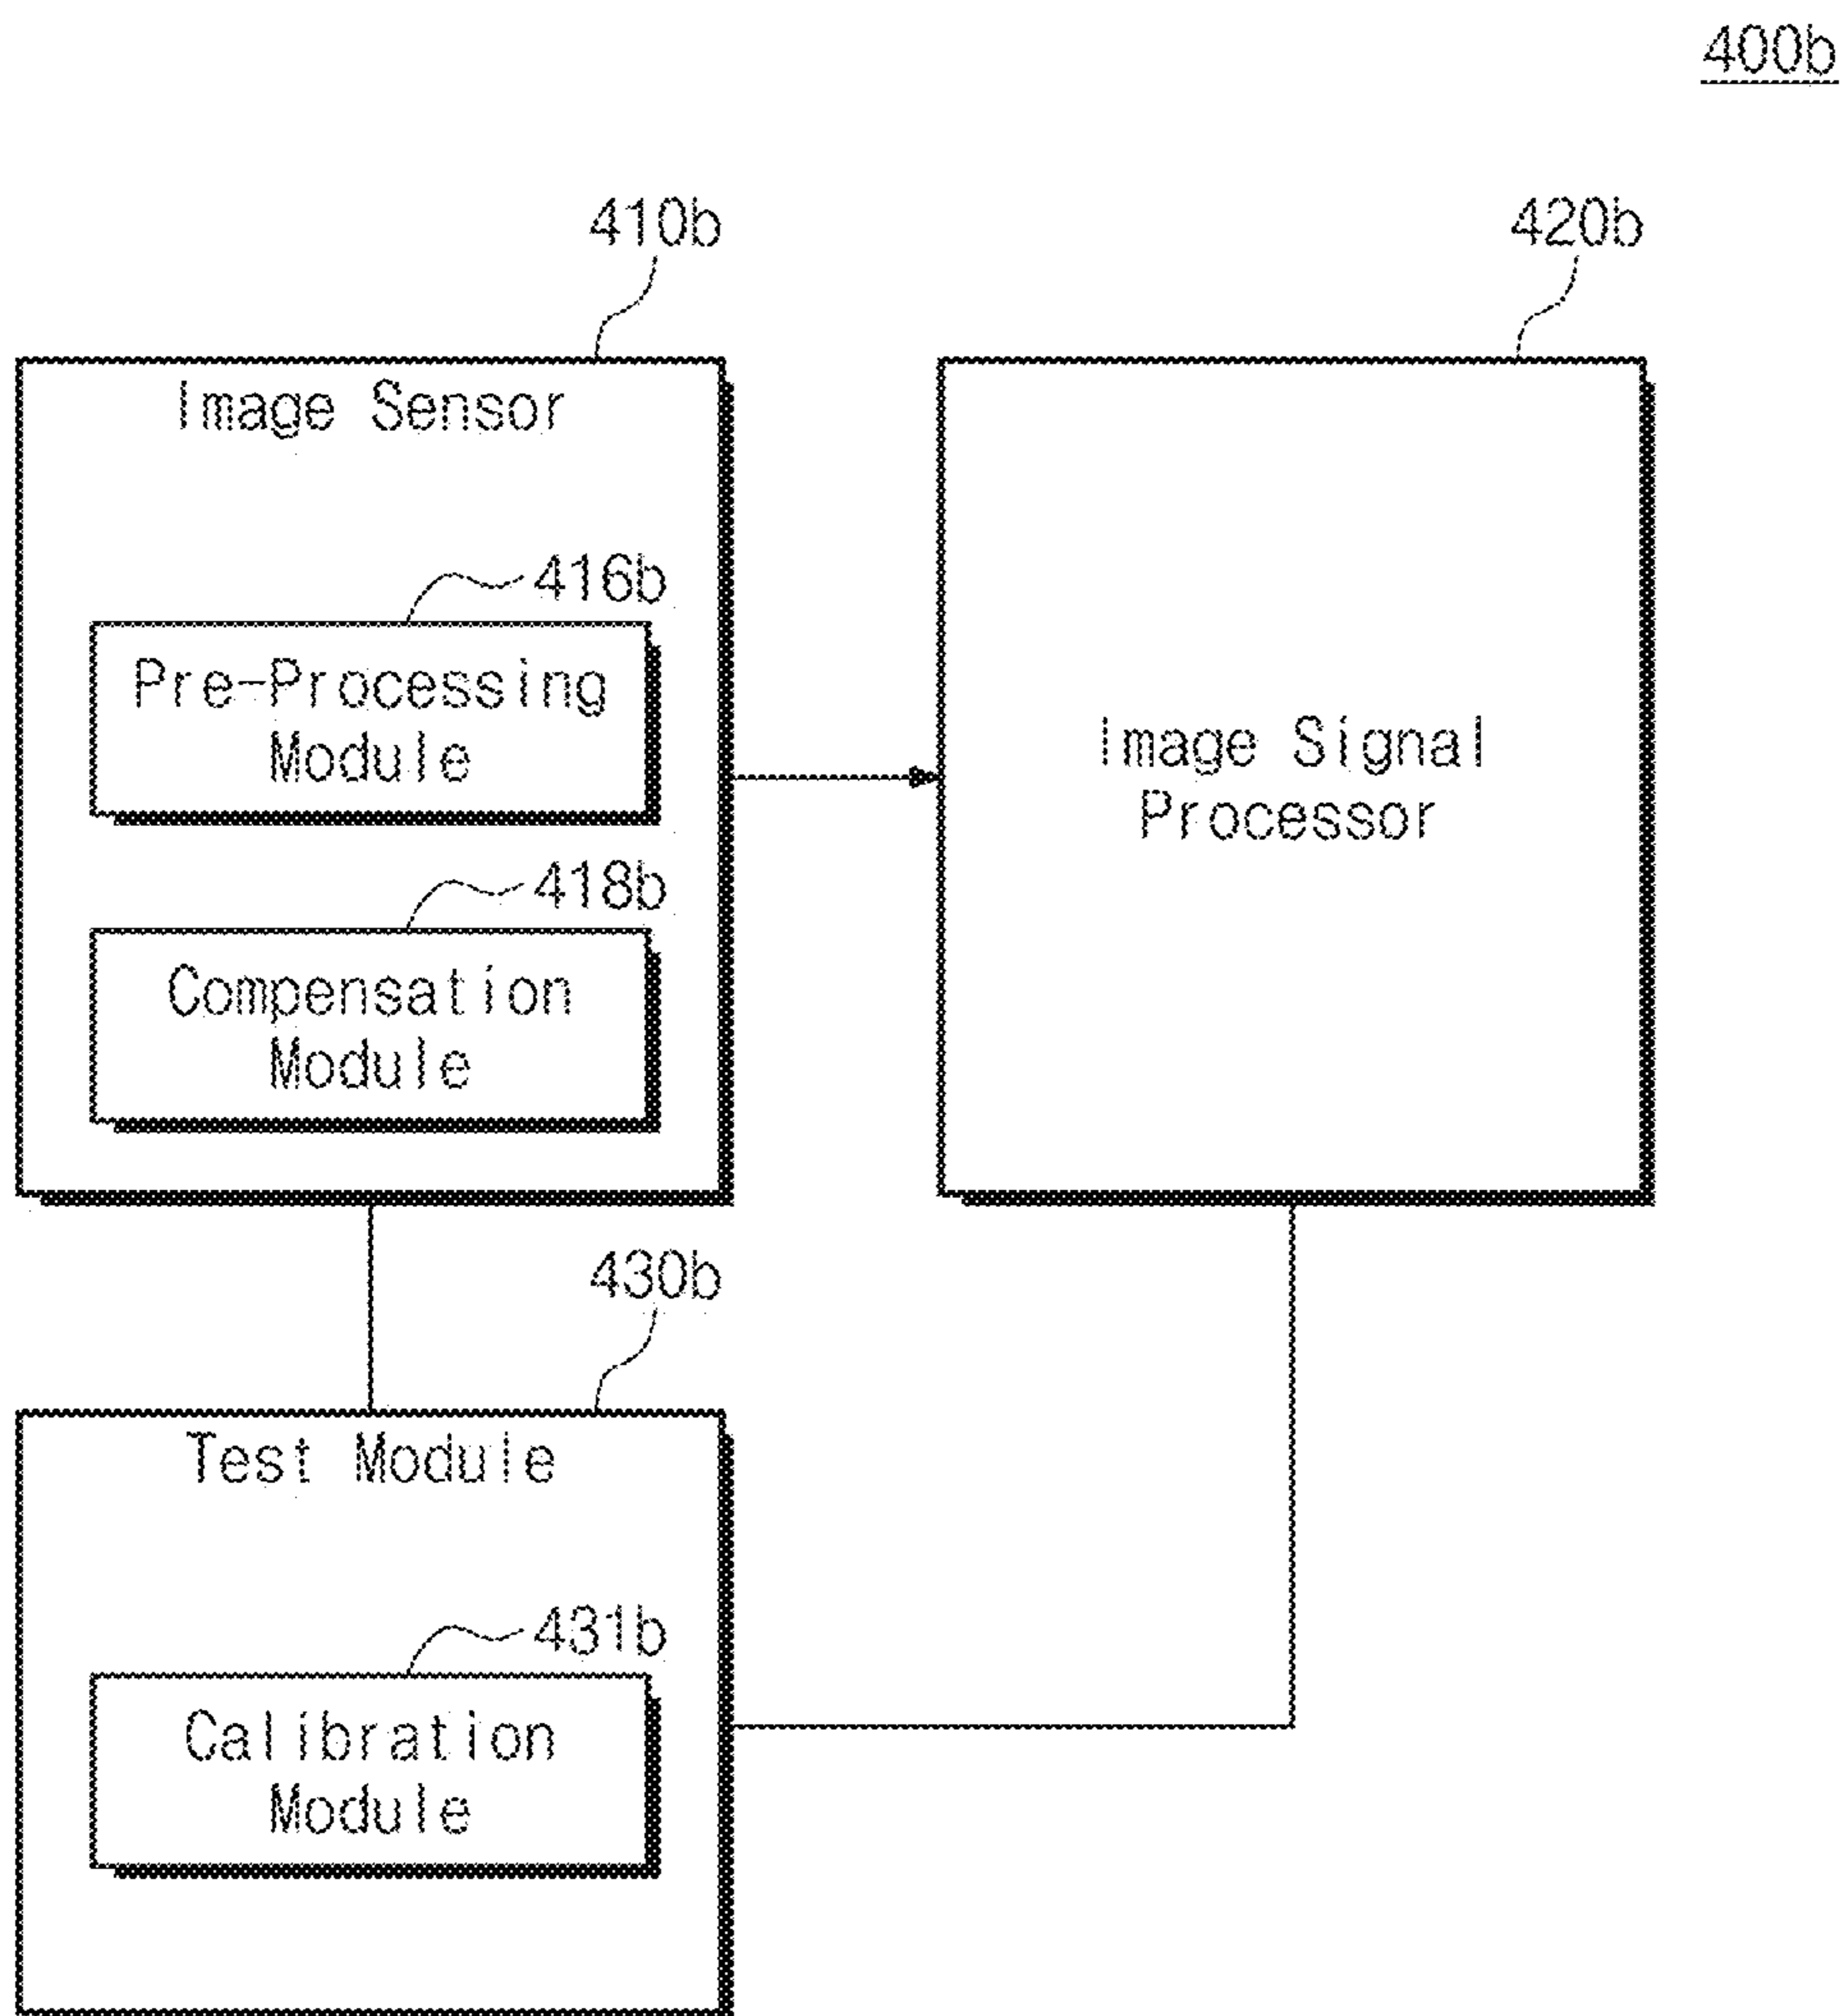 400b
410b
420b
Image Sensor
416b
Pre-Processing
Module
Image Signal
Processor
418b
Compensation
Module
430b
Test Module
431b
Calibration
Module